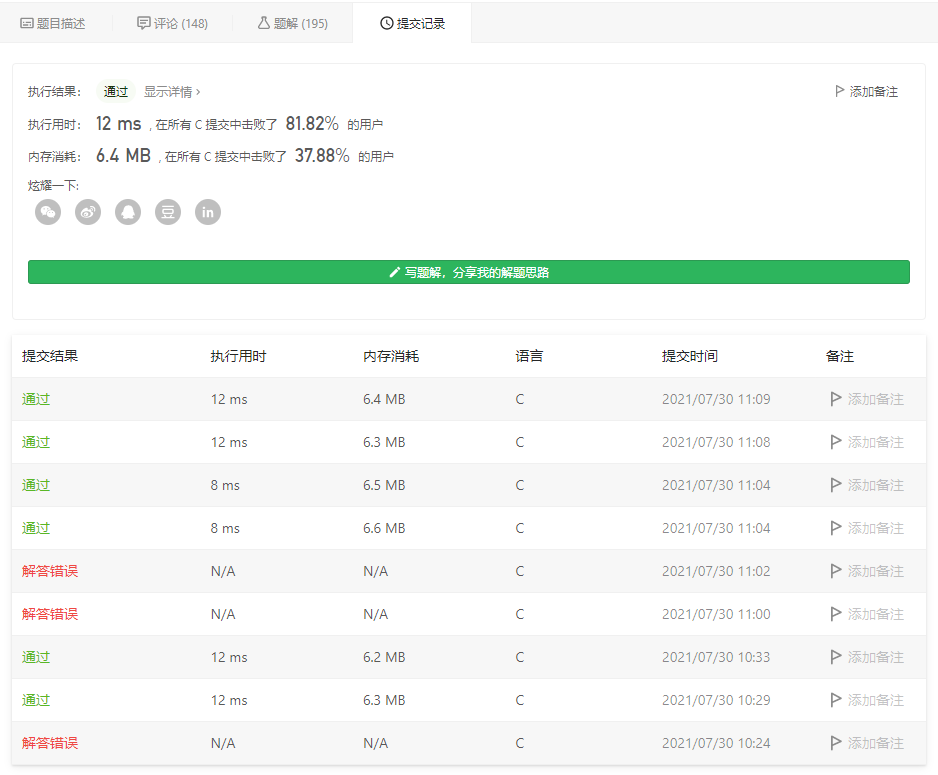 题目描述 评论 (148) 题解 (195) 提交记录
执行结果： 通过 显示详情 › 添加备注
执行用时： 12 ms , 在所有 C 提交中击败了 81.82% 的用户
内存消耗： 6.4 MB , 在所有 C 提交中击败了 37.88% 的用户
炫耀一下:
豆 in
写题解，分享我的解题思路
提交结果 执行用时 内存消耗 语言 提交时间 备注
通过 12 ms 6.4 MB C 2021/07/30 11:09 添加备注
通过 12 ms 6.3 MB C 2021/07/30 11:08 添加备注
通过 8 ms 6.5 MB C 2021/07/30 11:04 添加备注
通过 8 ms 6.6 MB C 2021/07/30 11:04 添加备注
解答错误 N/A N/A C 2021/07/30 11:02 添加备注
解答错误 N/A N/A C 2021/07/30 11:00 添加备注
通过 12 ms 6.2 MB C 2021/07/30 10:33 添加备注
通过 12 ms 6.3 MB C 2021/07/30 10:29 添加备注
解答错误 N/A N/A C 2021/07/30 10:24 添加备注